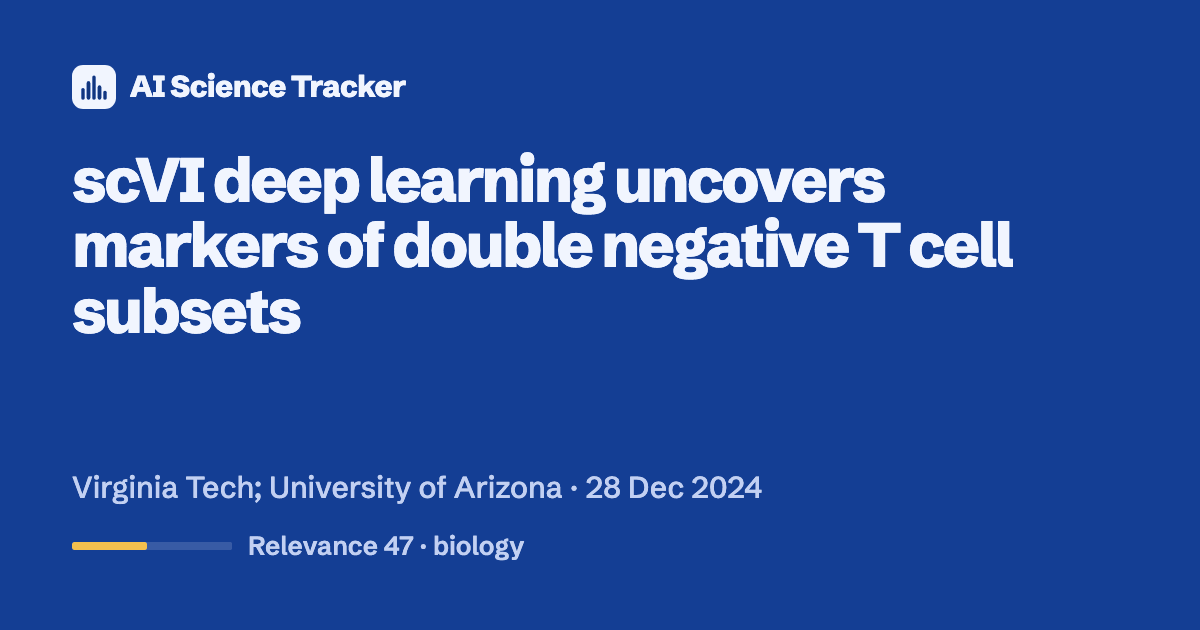 AI Science Tracker
scVI deep learning uncovers
markers of double negative T cell
subsets
Virginia Tech; University of Arizona · 28 Dec 2024
Relevance 47 · biology